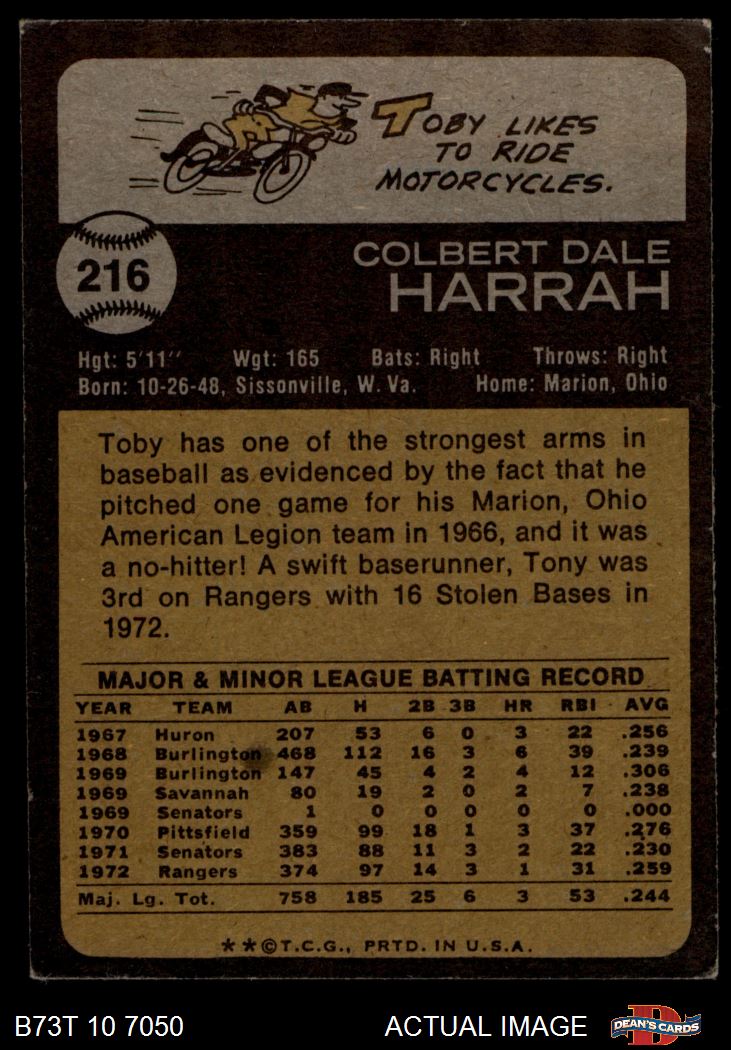 TOBY LIKES
TO RIDE
MOTORCYCLES.
216
COLBERT DALE
HARRAH
Hgt: 5'11" Wgt: 165 Bats: Right Throws: Right
Born: 10-26-48, Sissonville, W. Va. Home: Marion, Ohio
Toby has one of the strongest arms in
baseball as evidenced by the fact that he
pitched one game for his Marion, Ohio
American Legion team in 1966, and it was
a no-hitter! A swift baserunner, Tony was
3rd on Rangers with 16 Stolen Bases in
1972.
MAJOR & MINOR LEAGUE BATTING RECORD
YEAR TEAM AB H 2B 3B HR RBI AVG
1967 Huron 207 53 6 0 3 22 .256
1968 Burlington 468 112 16 3 6 39 .239
1969 Burlington 147 45 4 2 4 12 .306
1969 Savannah 80 19 2 0 2 7 .238
1969 Senators 1 0 0 0 0 0 .000
1970 Pittsfield 359 99 18 1 3 37 .276
1971 Senators 383 88 11 3 2 22 .230
1972 Rangers 374 97 14 3 1 31 .259
Maj. Lg. Tot. 758 185 25 6 3 53 .244
★★©T.C.G., PRTD. IN U.S.A.
B73T 10 7050 ACTUAL IMAGE D DEAN'S CARDS